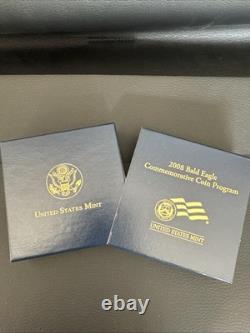 2008 Bald Eagle
Commemorative Coin Program
UNITED STATES MINT
UNITED STATES MINT